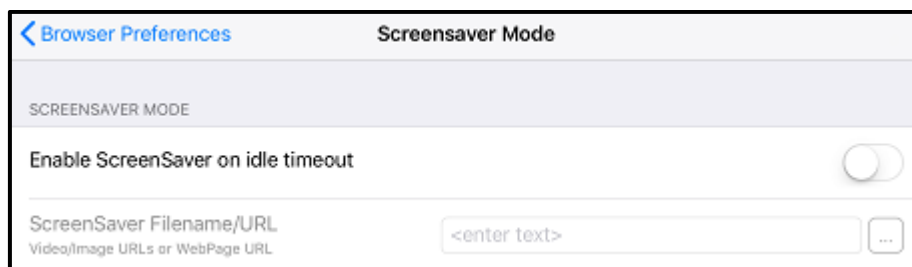 Browser Preferences Screensaver Mode
SCREENSAVER MODE
Enable ScreenSaver on idle timeout
ScreenSaver Filename/URL
<enter text> ...
Video/Image URLs or WebPage URL